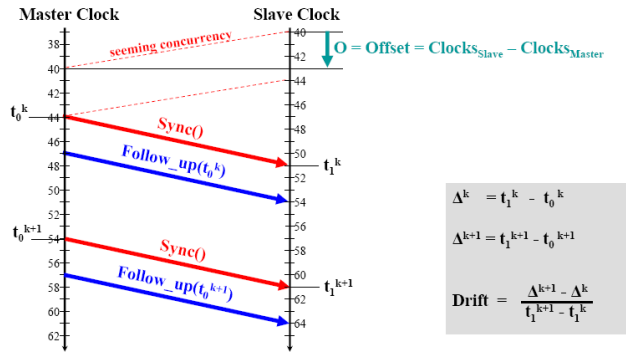 Master Clock
Slave Clock
38
40
42
44
46
48
50
52
54
56
58
60
62
t₀ᵏ
t₀ᵏ⁺¹
seeming concurrency
Sync()
Follow_up(t₀ᵏ)
Sync()
Follow_up(t₀ᵏ⁺¹)
40
42
44
46
48
50
52
54
56
58
60
62
64
t₁ᵏ
t₁ᵏ⁺¹
O = Offset = Clocks_Slave – Clocks_Master
Δᵏ = t₁ᵏ - t₀ᵏ
Δᵏ⁺¹ = t₁ᵏ⁺¹ - t₀ᵏ⁺¹
Drift = 
Δᵏ⁺¹ - Δᵏ
t₁ᵏ⁺¹ - t₁ᵏ